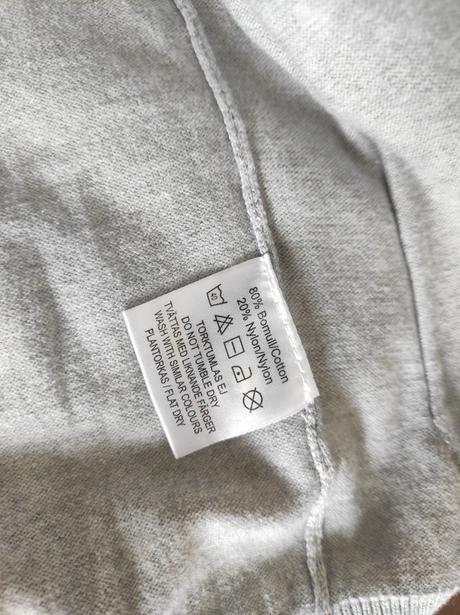 80% Bomull/Cotton
20% Nylon/Nylon
40
TORKTUMLAS EJ
DO NOT TUMBLE DRY
TVÄTTAS MED LIKNANDE FÄRGER
WASH WITH SIMILAR COLOURS
PLANTORKAS / FLAT DRY